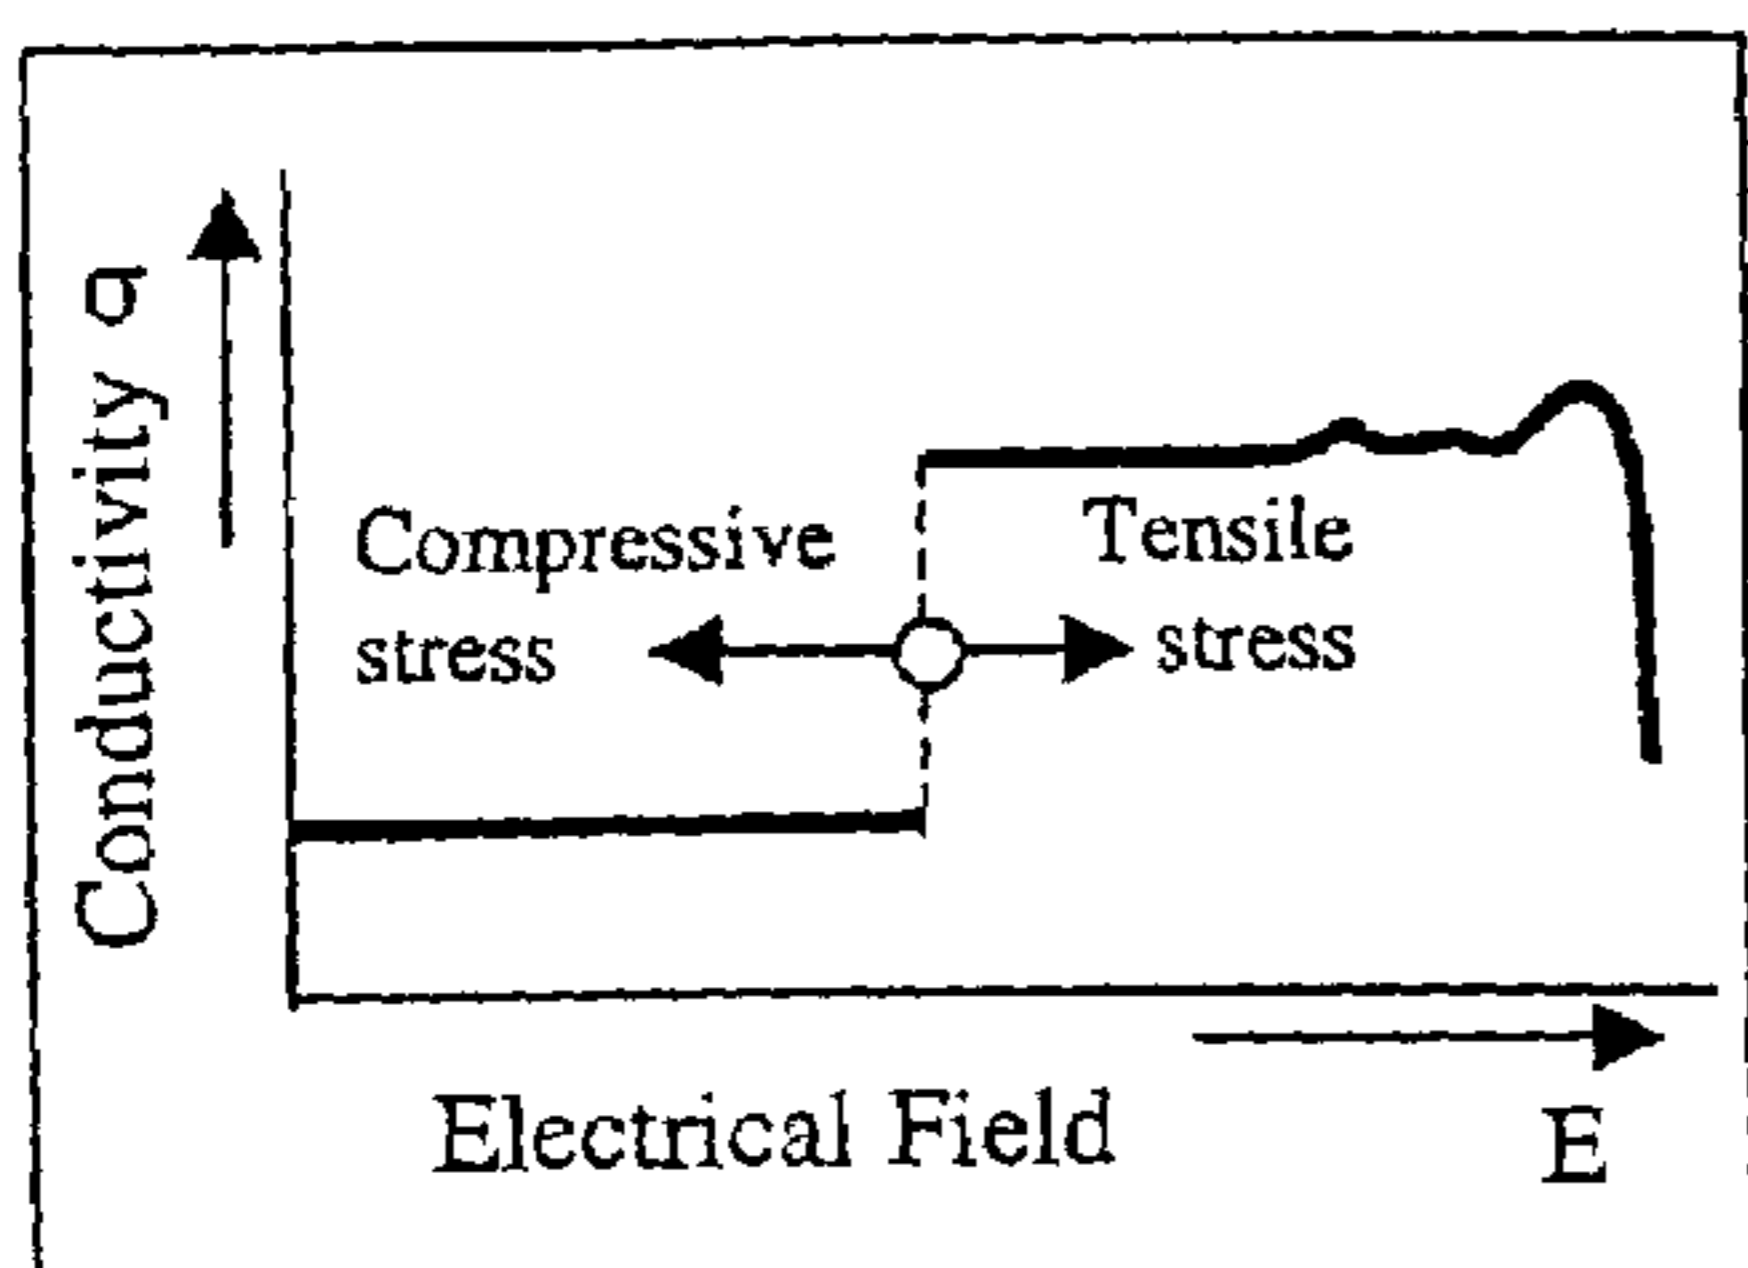 Conductivity σ
Compressive
stress
Tensile
stress
Electrical Field
E